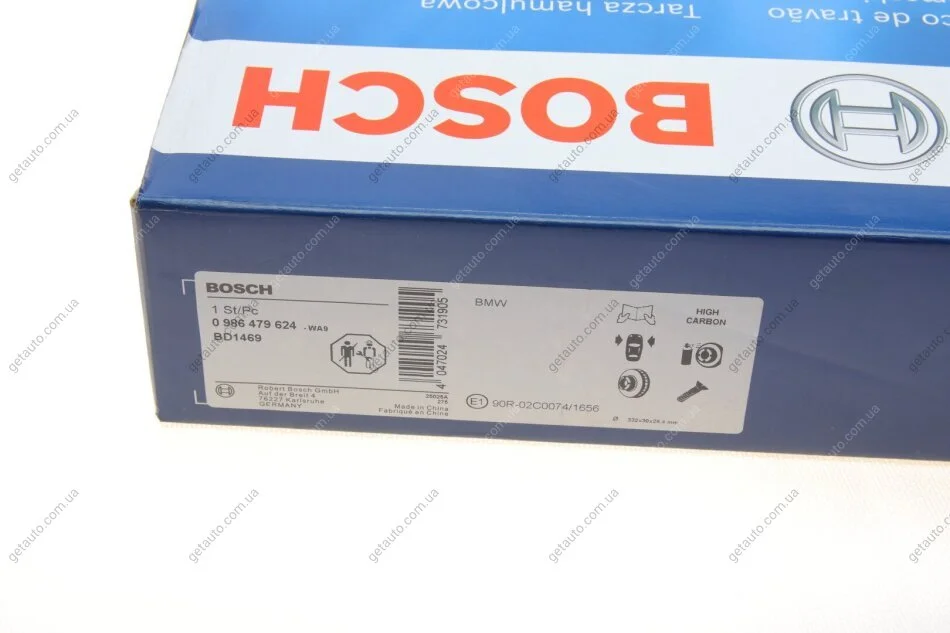 Tarcza hamulcowa
co de travão
BOSCH
BOSCH
1 St/Pc
0 986 479 624 -WA9
BD1469
Robert Bosch GmbH
Auf der Breit 4
76227 Karlsruhe
GERMANY
Made in China
Fabriqué en Chine
4 047024 731905
BMW
E1 90R-02C0074/1656
HIGH
CARBON
getauto.com.ua